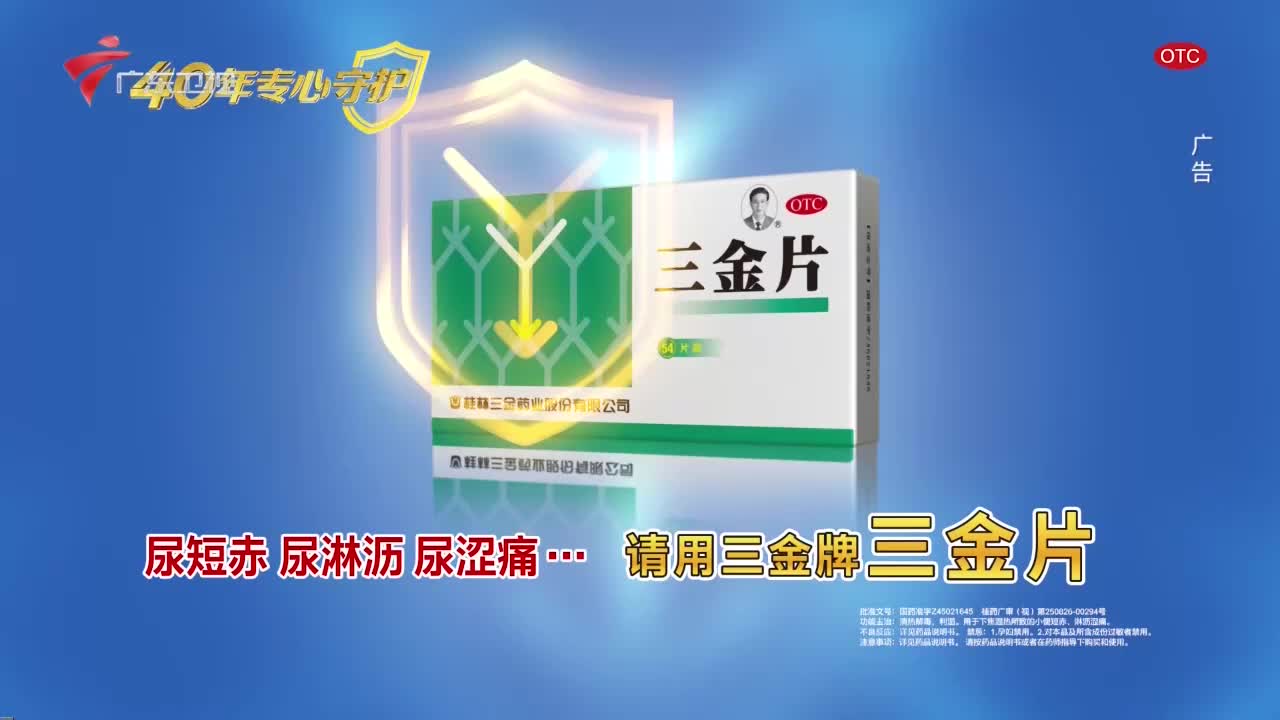 广东卫视
40年专心守护
OTC
广告
OTC
三金片
54片装
桂林三金药业股份有限公司
尿短赤 尿淋沥 尿涩痛… 请用三金牌三金片
批准文号：国药准字Z45021645 桂药广审（视）第250826-00294号
功能主治：清热解毒，利湿。用于下焦湿热所致的小便短赤、淋沥涩痛。
不良反应：详见药品说明书。 禁忌：1.孕妇禁用。2.对本品及所含成份过敏者禁用。
注意事项：详见药品说明书。 请按药品说明书或者在药师指导下购买和使用。